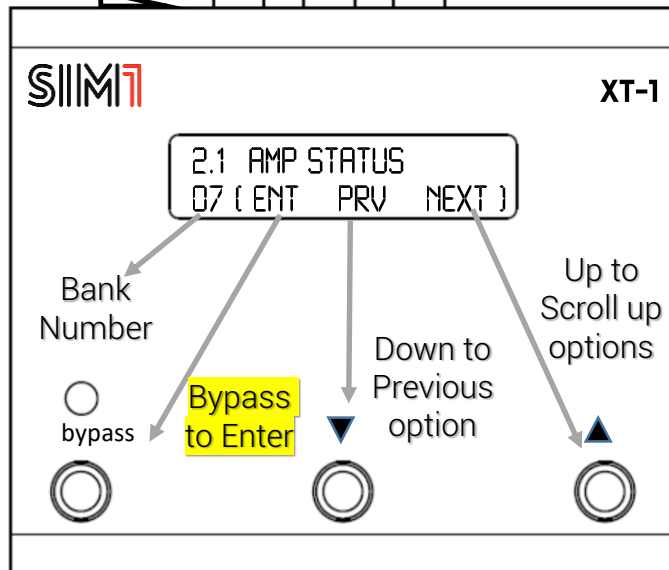 SIM1
XT-1
2.1 AMP STATUS
07 ( ENT PRV NEXT )
Bank
Number
Up to
Scroll up
options
Down to
Previous
option
Bypass
to Enter
bypass